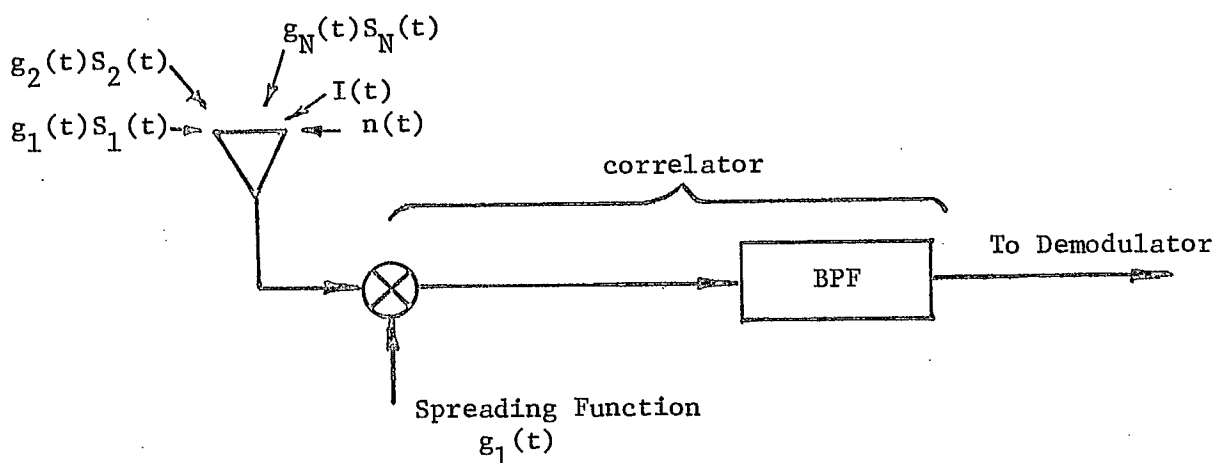 g_N(t)S_N(t)
g_2(t)S_2(t)
I(t)
g_1(t)S_1(t)
n(t)
correlator
To Demodulator
BPF
Spreading Function
g_1(t)